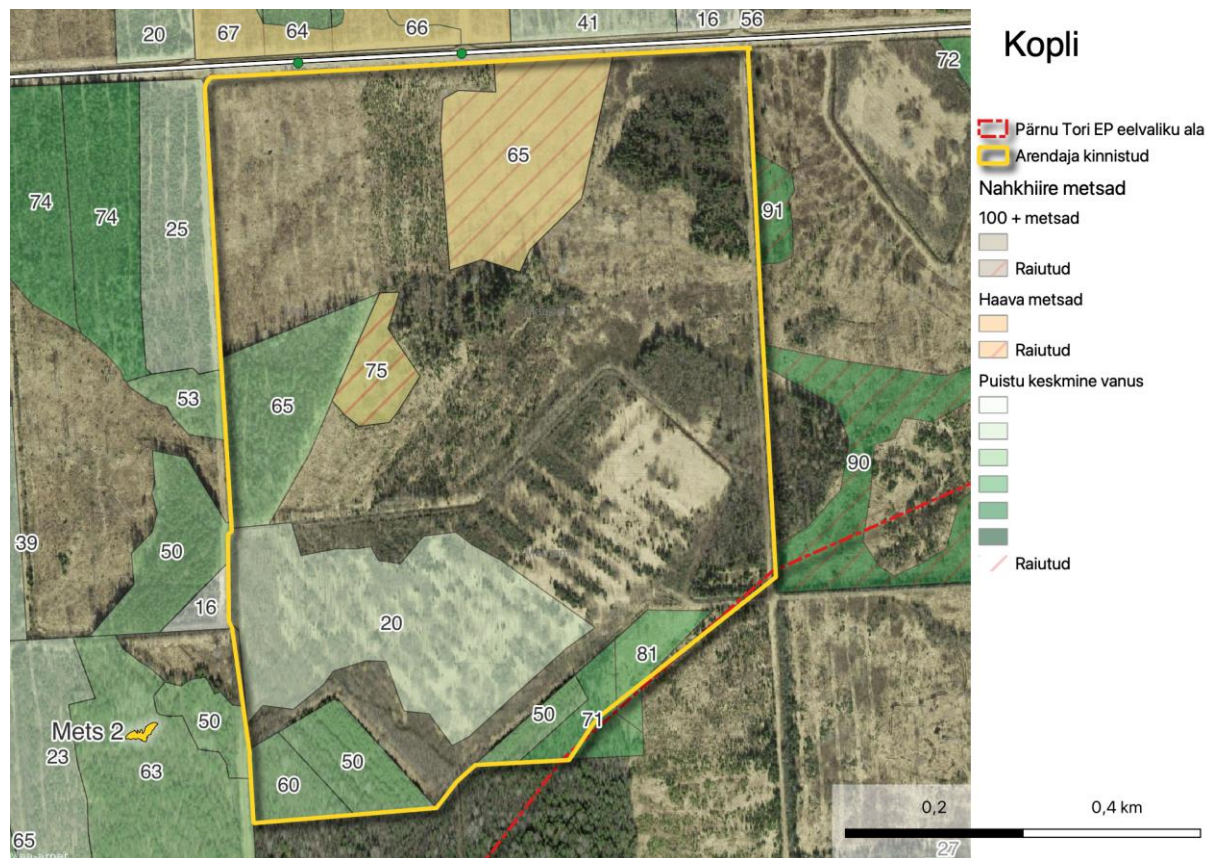 Kopli
Pärnu Tori EP eelvaliku ala
Arendaja kinnistud
Nahkhiire metsad
100 + metsad
Raiutud
Haava metsad
Raiutud
Puistu keskmine vanus
Raiutud
20
67
64
66
41
16
56
72
74
74
25
65
91
53
65
75
90
39
50
16
20
81
Mets 2
50
50
71
23
63
60
50
65
0,2
0,4 km
27